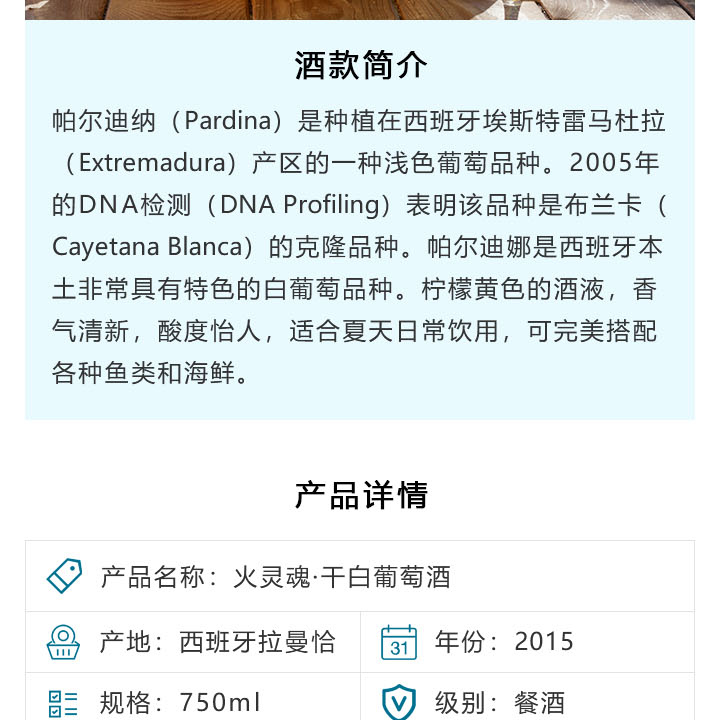 酒款简介
帕尔迪纳（Pardina）是种植在西班牙埃斯特雷马杜拉
（Extremadura）产区的一种浅色葡萄品种。2005年
的DNA检测（DNA Profiling）表明该品种是布兰卡（
Cayetana Blanca）的克隆品种。帕尔迪娜是西班牙本
土非常具有特色的白葡萄品种。柠檬黄色的酒液，香
气清新，酸度怡人，适合夏天日常饮用，可完美搭配
各种鱼类和海鲜。
产品详情
产品名称：火灵魂·干白葡萄酒
产地：西班牙拉曼恰
31
年份：2015
规格：750ml
级别：餐酒